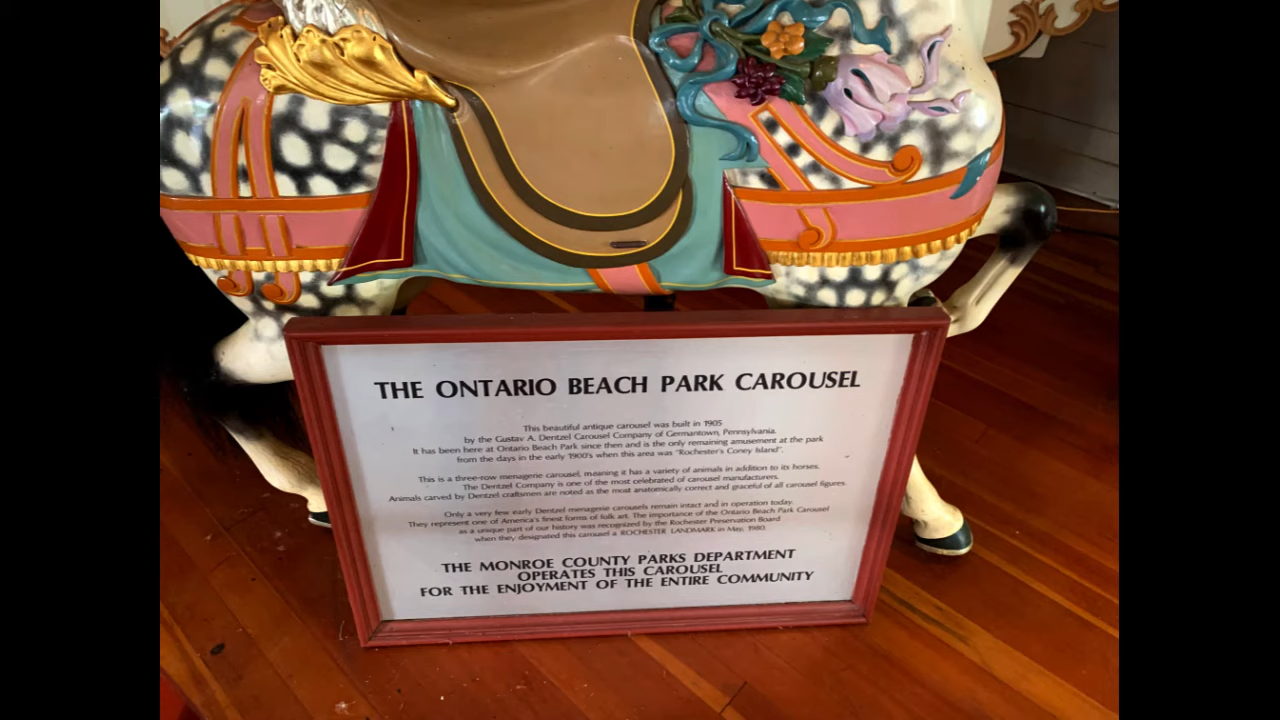 THE ONTARIO BEACH PARK CAROUSEL
This beautiful antique carousel was built in 1905
by the Gustav A. Dentzel Carousel Company of Germantown, Pennsylvania.
It has been here at Ontario Beach Park since then and is the only remaining amusement at the park
from the days in the early 1900's when this area was "Rochester's Coney Island".
This is a three-row menagerie carousel, meaning it has a variety of animals in addition to its horses.
The Dentzel Company is one of the most celebrated of carousel manufacturers.
Animals carved by Dentzel craftsmen are noted as the most anatomically correct and graceful of all carousel figures.
Only a very few early Dentzel menagerie carousels remain intact and in operation today.
They represent one of America's finest forms of folk art. The importance of the Ontario Beach Park Carousel
as a unique part of our history was recognized by the Rochester Preservation Board
when they designated this carousel a ROCHESTER LANDMARK in May, 1980.
THE MONROE COUNTY PARKS DEPARTMENT
OPERATES THIS CAROUSEL
FOR THE ENJOYMENT OF THE ENTIRE COMMUNITY